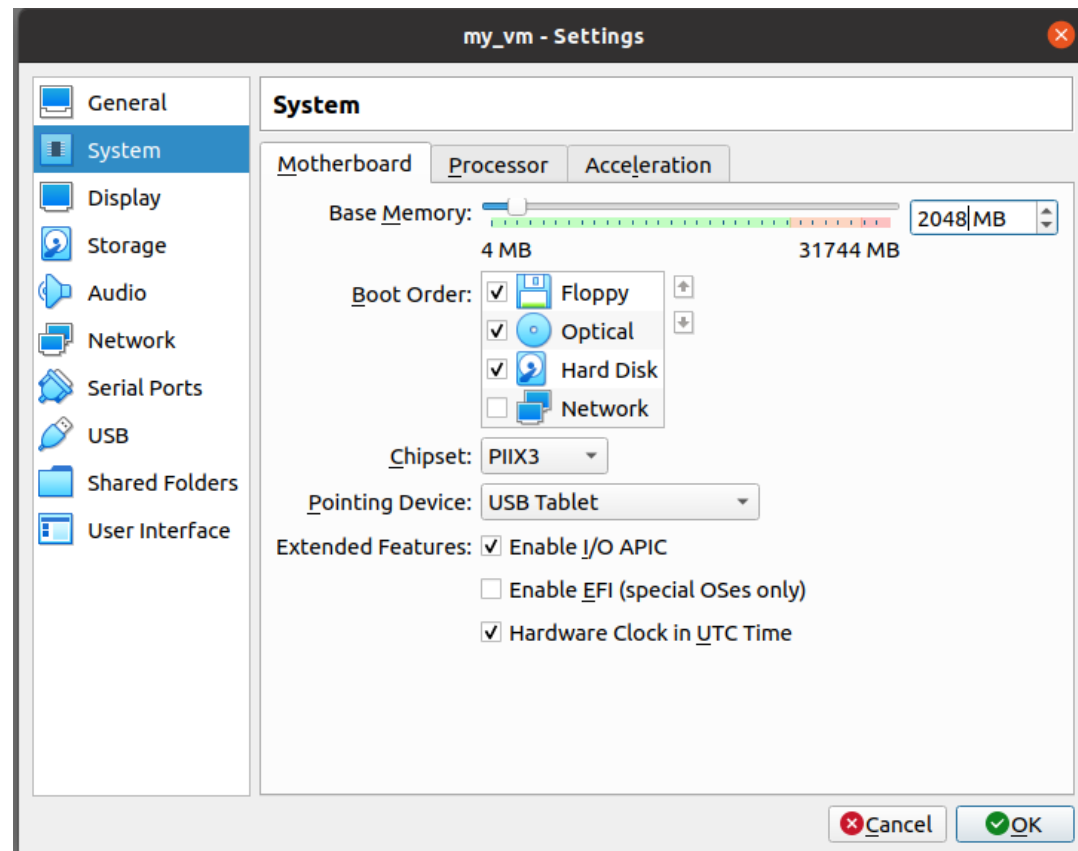 my_vm - Settings
General
System
Display
Storage
Audio
Network
Serial Ports
USB
Shared Folders
User Interface
System
Motherboard Processor Acceleration
Base Memory: 2048 MB
4 MB 31744 MB
Boot Order: Floppy
Optical
Hard Disk
Network
Chipset: PIIX3
Pointing Device: USB Tablet
Extended Features: Enable I/O APIC
Enable EFI (special OSes only)
Hardware Clock in UTC Time
Cancel OK